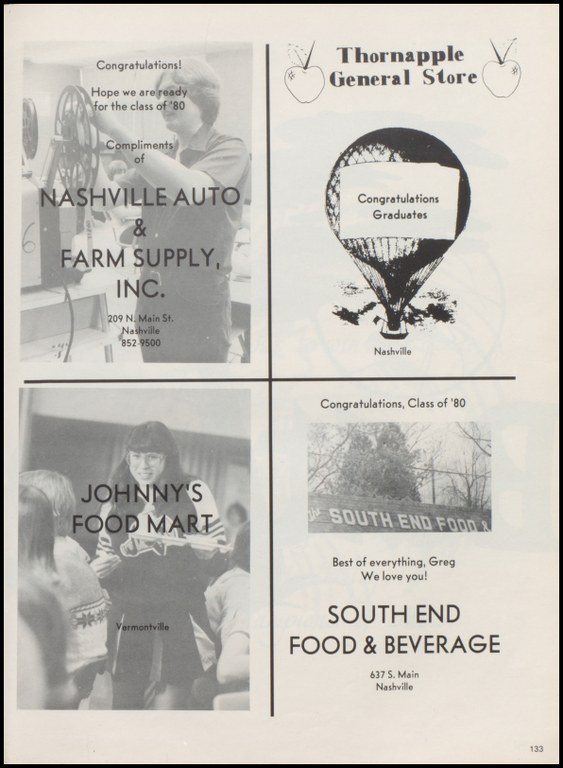 Congratulations!
Hope we are ready
for the class of '80
Compliments
of
NASHVILLE AUTO
&
FARM SUPPLY,
INC.
209 N. Main St.
Nashville
852-9500
Thornapple
General Store
Congratulations
Graduates
Nashville
JOHNNY'S
FOOD MART
Vermontville
Congratulations, Class of '80
SOUTH END FOOD &
Best of everything, Greg
We love you!
SOUTH END
FOOD & BEVERAGE
637 S. Main
Nashville
133